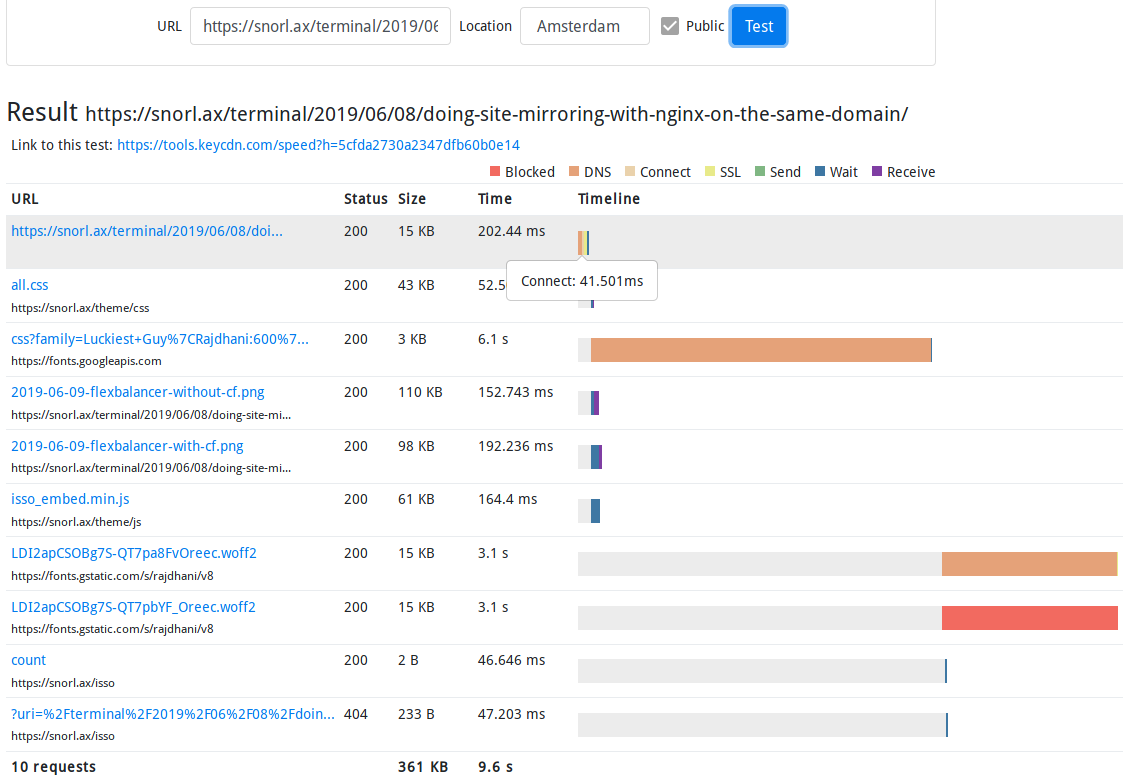 URL https://snorl.ax/terminal/2019/06 Location Amsterdam Public Test
Result https://snorl.ax/terminal/2019/06/08/doing-site-mirroring-with-nginx-on-the-same-domain/
Link to this test: https://tools.keycdn.com/speed?h=5cfda2730a2347dfb60b0e14
Blocked DNS Connect SSL Send Wait Receive
URL Status Size Time Timeline
https://snorl.ax/terminal/2019/06/08/doi... 200 15 KB 202.44 ms
Connect: 41.501ms
all.css 200 43 KB 52.5
https://snorl.ax/theme/css
css?family=Luckiest+Guy%7CRajdhani:600%7... 200 3 KB 6.1 s
https://fonts.googleapis.com
2019-06-09-flexbalancer-without-cf.png 200 110 KB 152.743 ms
https://snorl.ax/terminal/2019/06/08/doing-site-mi...
2019-06-09-flexbalancer-with-cf.png 200 98 KB 192.236 ms
https://snorl.ax/terminal/2019/06/08/doing-site-mi...
isso_embed.min.js 200 61 KB 164.4 ms
https://snorl.ax/theme/js
LDI2apCSOBg7S-QT7pa8FvOreec.woff2 200 15 KB 3.1 s
https://fonts.gstatic.com/s/rajdhani/v8
LDI2apCSOBg7S-QT7pbYF_Oreec.woff2 200 15 KB 3.1 s
https://fonts.gstatic.com/s/rajdhani/v8
count 200 2 B 46.646 ms
https://snorl.ax/isso
?uri=%2Fterminal%2F2019%2F06%2F08%2Fdoin... 404 233 B 47.203 ms
https://snorl.ax/isso
10 requests 361 KB 9.6 s